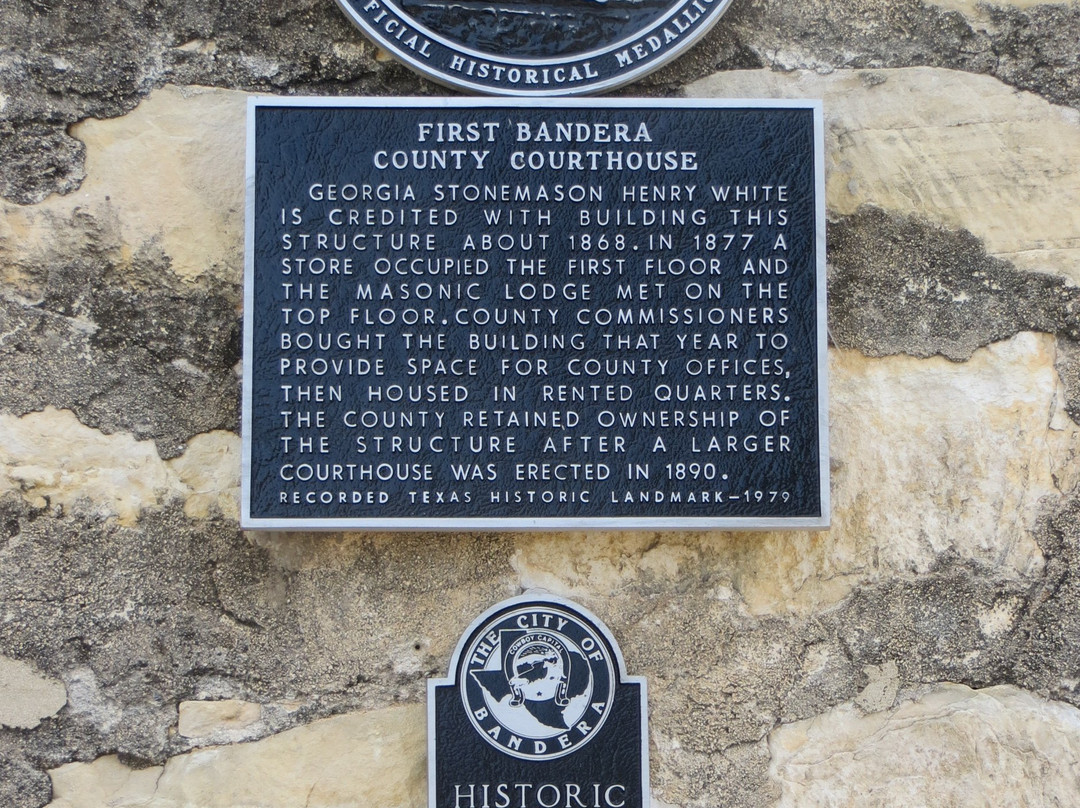 OFFICIAL HISTORICAL MEDALLION
FIRST BANDERA
COUNTY COURTHOUSE
GEORGIA STONEMASON HENRY WHITE
IS CREDITED WITH BUILDING THIS
STRUCTURE ABOUT 1868. IN 1877 A
STORE OCCUPIED THE FIRST FLOOR AND
THE MASONIC LODGE MET ON THE
TOP FLOOR. COUNTY COMMISSIONERS
BOUGHT THE BUILDING THAT YEAR TO
PROVIDE SPACE FOR COUNTY OFFICES,
THEN HOUSED IN RENTED QUARTERS.
THE COUNTY RETAINED OWNERSHIP OF
THE STRUCTURE AFTER A LARGER
COURTHOUSE WAS ERECTED IN 1890.
RECORDED TEXAS HISTORIC LANDMARK—1979
THE CITY OF
COWBOY CAPITAL
BANDERA
HISTORIC